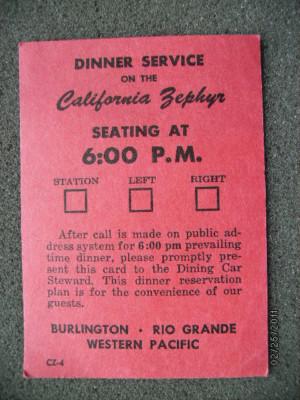 DINNER SERVICE
ON THE
California Zephyr
SEATING AT
6:00 P.M.
STATION LEFT RIGHT
After call is made on public ad-
dress system for 6:00 pm prevailing
time dinner, please promptly pre-
sent this card to the Dining Car
Steward. This dinner reservation
plan is for the convenience of our
guests.
BURLINGTON • RIO GRANDE
WESTERN PACIFIC
CZ-4
02/25/2011